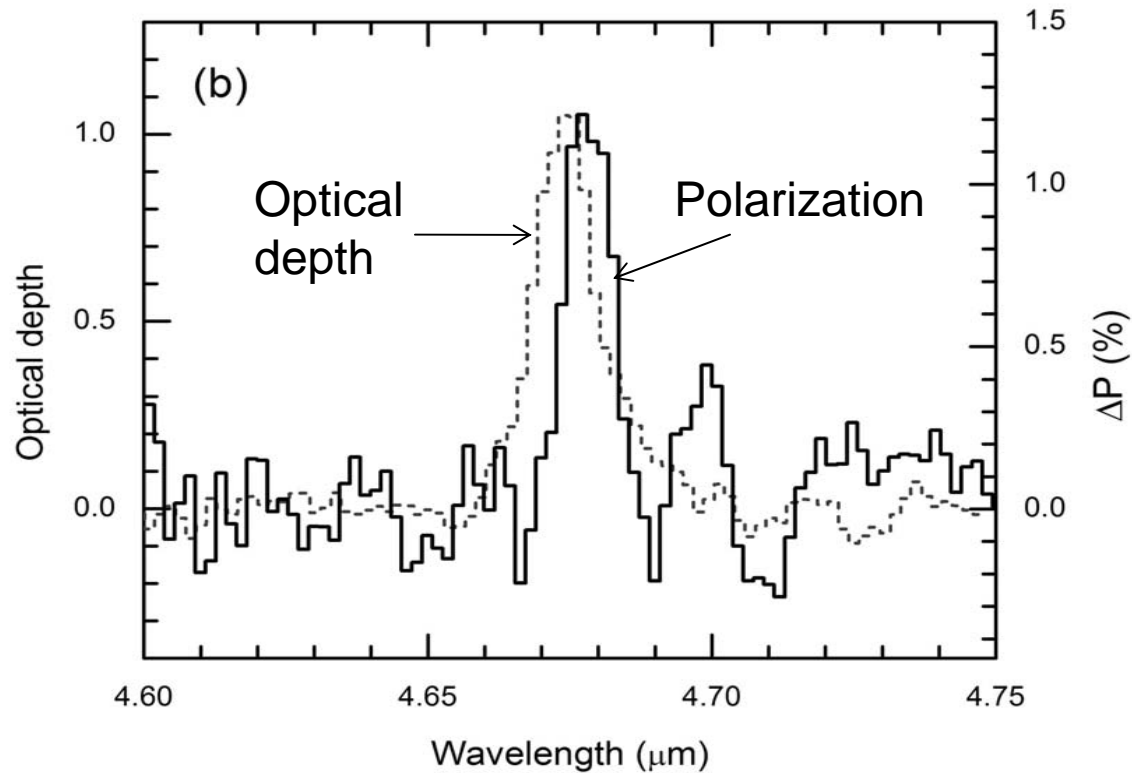 (b)
Optical
depth
Polarization
Optical depth
1.0
0.5
0.0
1.5
1.0
0.5
0.0
ΔP (%)
4.60 4.65 4.70 4.75
Wavelength (μm)